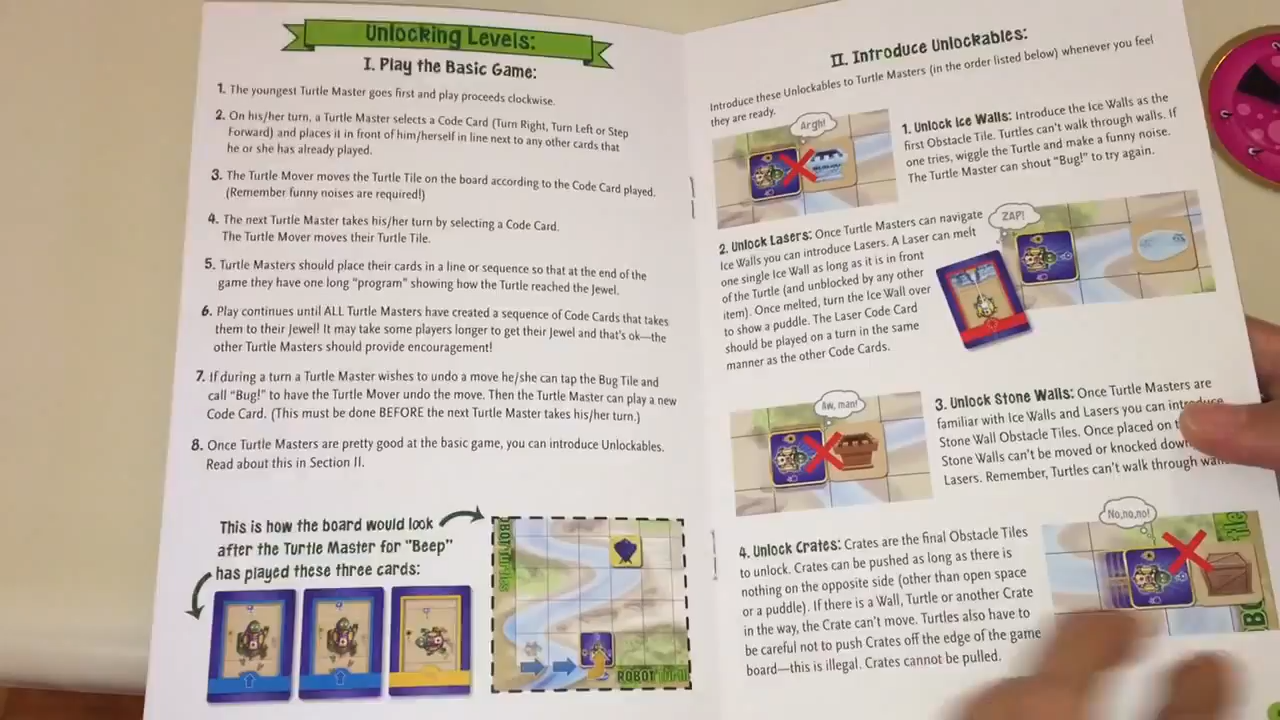 Unlocking Levels:
I. Play the Basic Game:
1. The youngest Turtle Master goes first and play proceeds clockwise.
2. On his/her turn, a Turtle Master selects a Code Card (Turn Right, Turn Left or Step
Forward) and places it in front of him/herself in line next to any other cards that
he or she has already played.
3. The Turtle Mover moves the Turtle Tile on the board according to the Code Card played.
(Remember funny noises are required!)
4. The next Turtle Master takes his/her turn by selecting a Code Card.
The Turtle Mover moves their Turtle Tile.
5. Turtle Masters should place their cards in a line or sequence so that at the end of the
game they have one long "program" showing how the Turtle reached the Jewel.
6. Play continues until ALL Turtle Masters have created a sequence of Code Cards that takes
them to their Jewel! It may take some players longer to get their Jewel and that's ok—the
other Turtle Masters should provide encouragement!
7. If during a turn a Turtle Master wishes to undo a move he/she can tap the Bug Tile and
call "Bug!" to have the Turtle Mover undo the move. Then the Turtle Master can play a new
Code Card. (This must be done BEFORE the next Turtle Master takes his/her turn.)
8. Once Turtle Masters are pretty good at the basic game, you can introduce Unlockables.
Read about this in Section II.
This is how the board would look
after the Turtle Master for "Beep"
has played these three cards:
ROBOT
II. Introduce Unlockables:
Introduce these Unlockables to Turtle Masters (in the order listed below) whenever you feel
they are ready.
Argh!
1. Unlock Ice Walls: Introduce the Ice Walls as the
first Obstacle Tile. Turtles can't walk through walls. If
one tries, wiggle the Turtle and make a funny noise.
The Turtle Master can shout "Bug!" to try again.
2. Unlock Lasers: Once Turtle Masters can navigate
Ice Walls you can introduce Lasers. A Laser can melt
one single Ice Wall as long as it is in front
of the Turtle (and unblocked by any other
item). Once melted, turn the Ice Wall over
to show a puddle. The Laser Code Card
should be played on a turn in the same
manner as the other Code Cards.
ZAP!
Aw, man!
3. Unlock Stone Walls: Once Turtle Masters are
familiar with Ice Walls and Lasers you can introduce
Stone Wall Obstacle Tiles. Once placed on
Stone Walls can't be moved or knocked down
Lasers. Remember, Turtles can't walk through
4. Unlock Crates: Crates are the final Obstacle Tiles
to unlock. Crates can be pushed as long as there is
nothing on the opposite side (other than open space
or a puddle). If there is a Wall, Turtle or another Crate
in the way, the Crate can't move. Turtles also have to
be careful not to push Crates off the edge of the game
board—this is illegal. Crates cannot be pulled.
No,no,no!